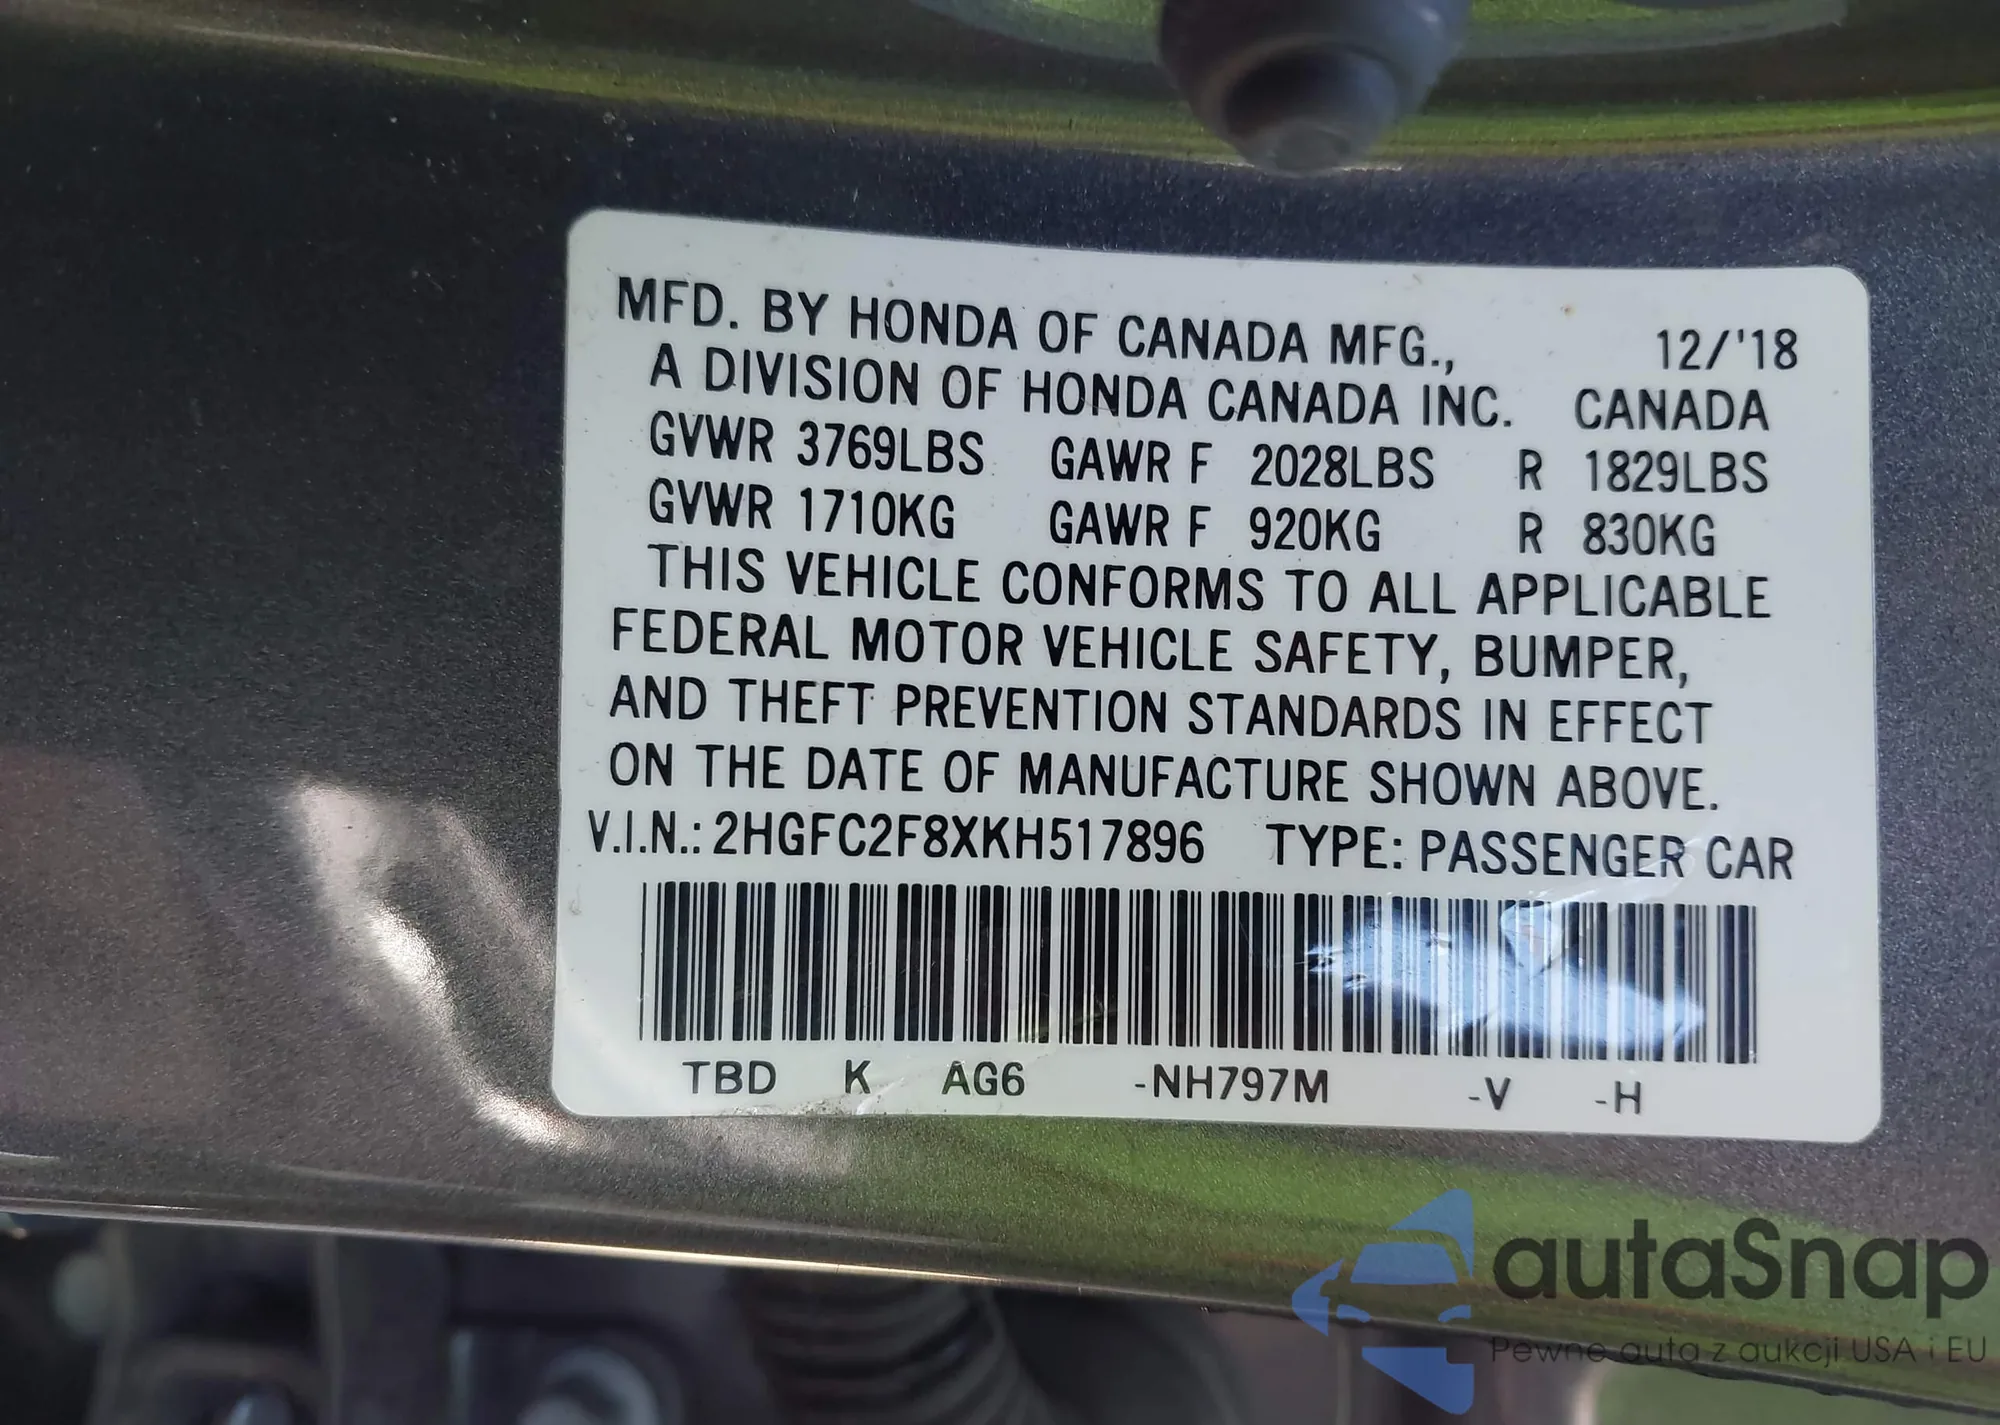 MFD. BY HONDA OF CANADA MFG., 12/'18
A DIVISION OF HONDA CANADA INC. CANADA
GVWR 3769LBS GAWR F 2028LBS R 1829LBS
GVWR 1710KG GAWR F 920KG R 830KG
THIS VEHICLE CONFORMS TO ALL APPLICABLE
FEDERAL MOTOR VEHICLE SAFETY, BUMPER,
AND THEFT PREVENTION STANDARDS IN EFFECT
ON THE DATE OF MANUFACTURE SHOWN ABOVE.
V.I.N.: 2HGFC2F8XKH517896 TYPE: PASSENGER CAR
TBD K AG6 -NH797M -V -H
autaSnap
Pewne auta z aukcji USA i EU